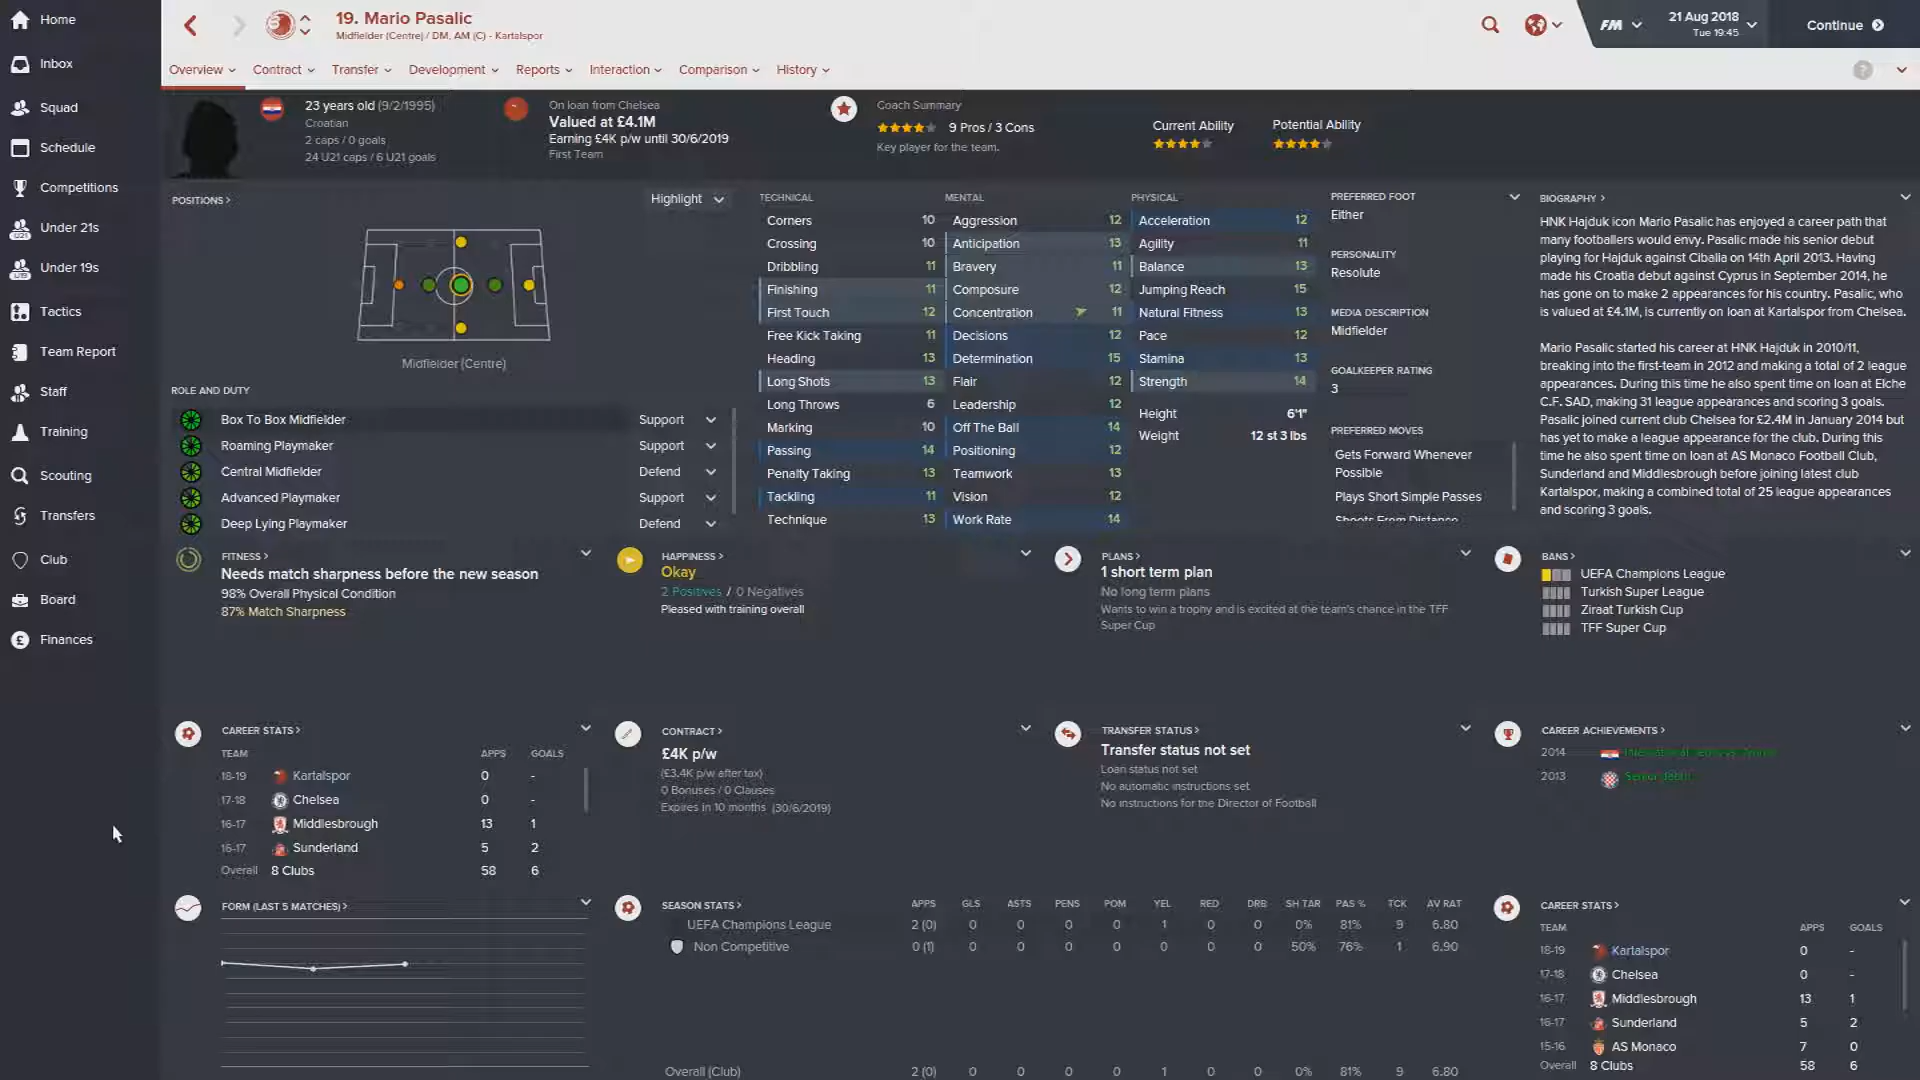 Home
Inbox
Squad
Schedule
Competitions
Under 21s
Under 19s
Tactics
Team Report
Staff
Training
Scouting
Transfers
Club
Board
Finances
19. Mario Pasalic
Midfielder (Centre) / DM, AM (C) - Kartalspor
FM
21 Aug 2018
Tue 19:45
Continue
Overview Contract Transfer Development Reports Interaction Comparison History
?
23 years old (9/2/1995)
Croatian
2 caps / 0 goals
24 U21 caps / 6 U21 goals
On loan from Chelsea
Valued at £4.1M
Earning £4K p/w until 30/6/2019
First Team
Coach Summary
9 Pros / 3 Cons
Key player for the team.
Current Ability
Potential Ability
POSITIONS >
Highlight
Midfielder (Centre)
ROLE AND DUTY
Box To Box Midfielder Support
Roaming Playmaker Support
Central Midfielder Defend
Advanced Playmaker Support
Deep Lying Playmaker Defend
TECHNICAL
Corners 10
Crossing 10
Dribbling 11
Finishing 11
First Touch 12
Free Kick Taking 11
Heading 13
Long Shots 13
Long Throws 6
Marking 10
Passing 14
Penalty Taking 13
Tackling 11
Technique 13
MENTAL
Aggression 12
Anticipation 13
Bravery 11
Composure 12
Concentration 11
Decisions 12
Determination 15
Flair 12
Leadership 12
Off The Ball 14
Positioning 12
Teamwork 13
Vision 12
Work Rate 14
PHYSICAL
Acceleration 12
Agility 11
Balance 13
Jumping Reach 15
Natural Fitness 13
Pace 12
Stamina 13
Strength 14
Height 6'1"
Weight 12 st 3 lbs
PREFERRED FOOT
Either
PERSONALITY
Resolute
MEDIA DESCRIPTION
Midfielder
GOALKEEPER RATING
3
PREFERRED MOVES
Gets Forward Whenever
Possible
Plays Short Simple Passes
Shoots From Distance
BIOGRAPHY >
HNK Hajduk icon Mario Pasalic has enjoyed a career path that
many footballers would envy. Pasalic made his senior debut
playing for Hajduk against Cibalia on 14th April 2013. Having
made his Croatia debut against Cyprus in September 2014, he
has gone on to make 2 appearances for his country. Pasalic, who
is valued at £4.1M, is currently on loan at Kartalspor from Chelsea.
Mario Pasalic started his career at HNK Hajduk in 2010/11,
breaking into the first-team in 2012 and making a total of 2 league
appearances. During this time he also spent time on loan at Elche
C.F. SAD, making 31 league appearances and scoring 3 goals.
Pasalic joined current club Chelsea for £2.4M in January 2014 but
has yet to make a league appearance for the club. During this
time he also spent time on loan at AS Monaco Football Club,
Sunderland and Middlesbrough before joining latest club
Kartalspor, making a combined total of 25 league appearances
and scoring 3 goals.
FITNESS >
Needs match sharpness before the new season
98% Overall Physical Condition
87% Match Sharpness
HAPPINESS >
Okay
2 Positives / 0 Negatives
Pleased with training overall
PLANS >
1 short term plan
No long term plans
Wants to win a trophy and is excited at the team's chance in the TFF
Super Cup
BANS >
UEFA Champions League
Turkish Super League
Ziraat Turkish Cup
TFF Super Cup
CAREER STATS >
TEAM APPS GOALS
18-19 Kartalspor 0 -
17-18 Chelsea 0 -
16-17 Middlesbrough 13 1
16-17 Sunderland 5 2
Overall 8 Clubs 58 6
CONTRACT >
£4K p/w
(£3.4K p/w after tax)
0 Bonuses / 0 Clauses
Expires in 10 months (30/6/2019)
TRANSFER STATUS >
Transfer status not set
Loan status not set
No automatic instructions set
No instructions for the Director of Football
CAREER ACHIEVEMENTS >
2014
2013 Senior debut
FORM (LAST 5 MATCHES) >
SEASON STATS > APPS GLS ASTS PENS POM YEL RED DRB SH TAR PAS % TCK AV RAT
UEFA Champions League 2 (0) 0 0 0 0 1 0 0 0% 81% 9 6.80
Non Competitive 0 (1) 0 0 0 0 0 0 0 50% 76% 1 6.90
Overall (Club) 2 (0) 0 0 0 0 1 0 0 0% 81% 9 6.80
CAREER STATS >
TEAM APPS GOALS
18-19 Kartalspor 0 -
17-18 Chelsea 0 -
16-17 Middlesbrough 13 1
16-17 Sunderland 5 2
15-16 AS Monaco 7 0
Overall 8 Clubs 58 6